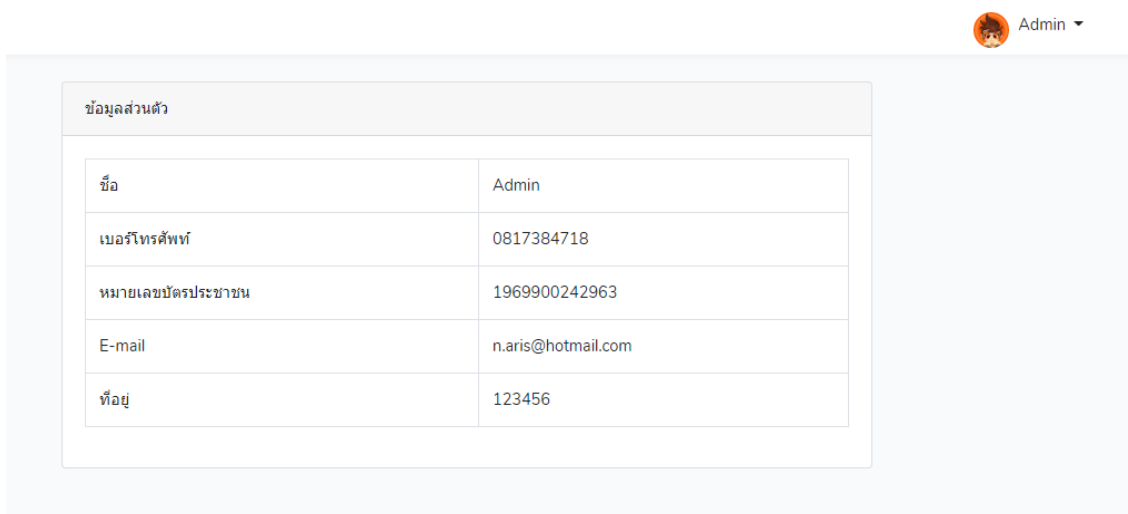 Admin
ข้อมูลส่วนตัว
ชื่อ Admin
เบอร์โทรศัพท์ 0817384718
หมายเลขบัตรประชาชน 1969900242963
E-mail n.aris@hotmail.com
ที่อยู่ 123456